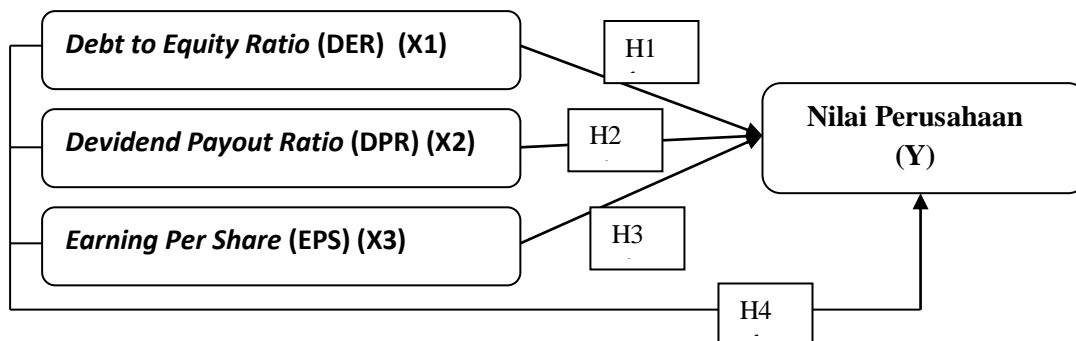 Debt to Equity Ratio (DER) (X1)
H1
Nilai Perusahaan
(Y)
Devidend Payout Ratio (DPR) (X2)
H2
Earning Per Share (EPS) (X3)
H3
H4